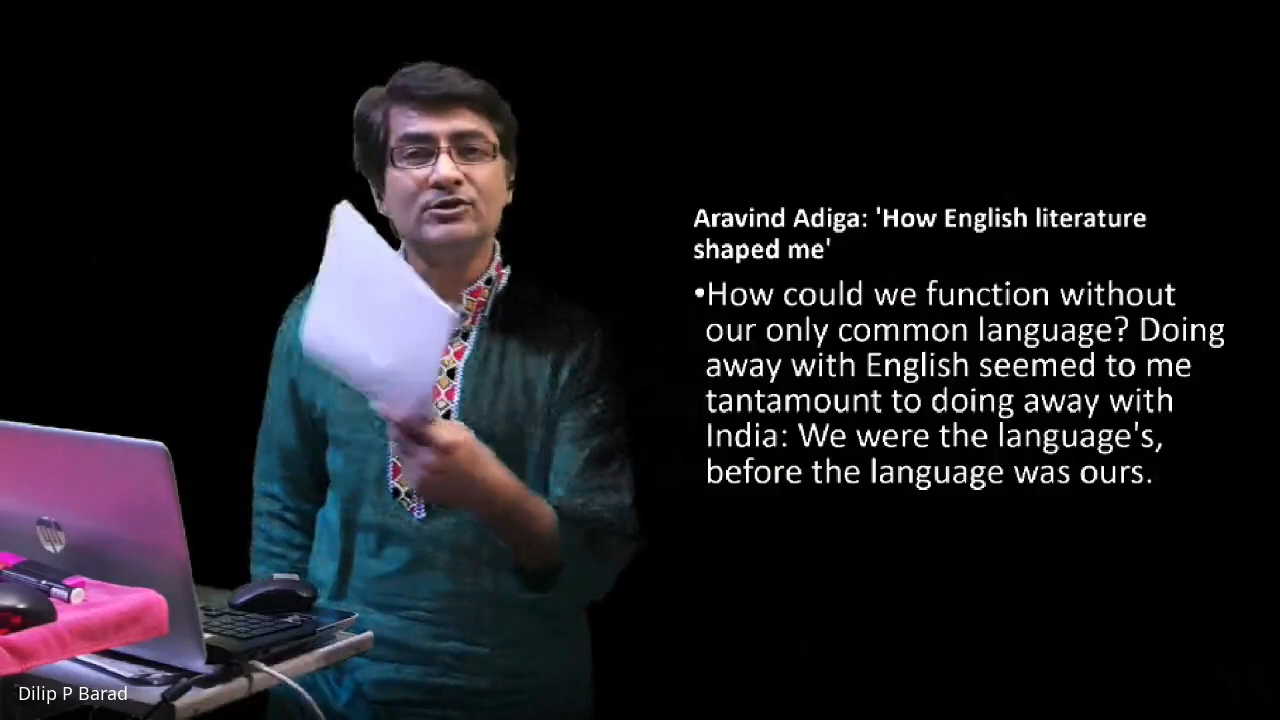 Aravind Adiga: 'How English literature
shaped me'
•How could we function without
our only common language? Doing
away with English seemed to me
tantamount to doing away with
India: We were the language's,
before the language was ours.
hp
Dilip P Barad